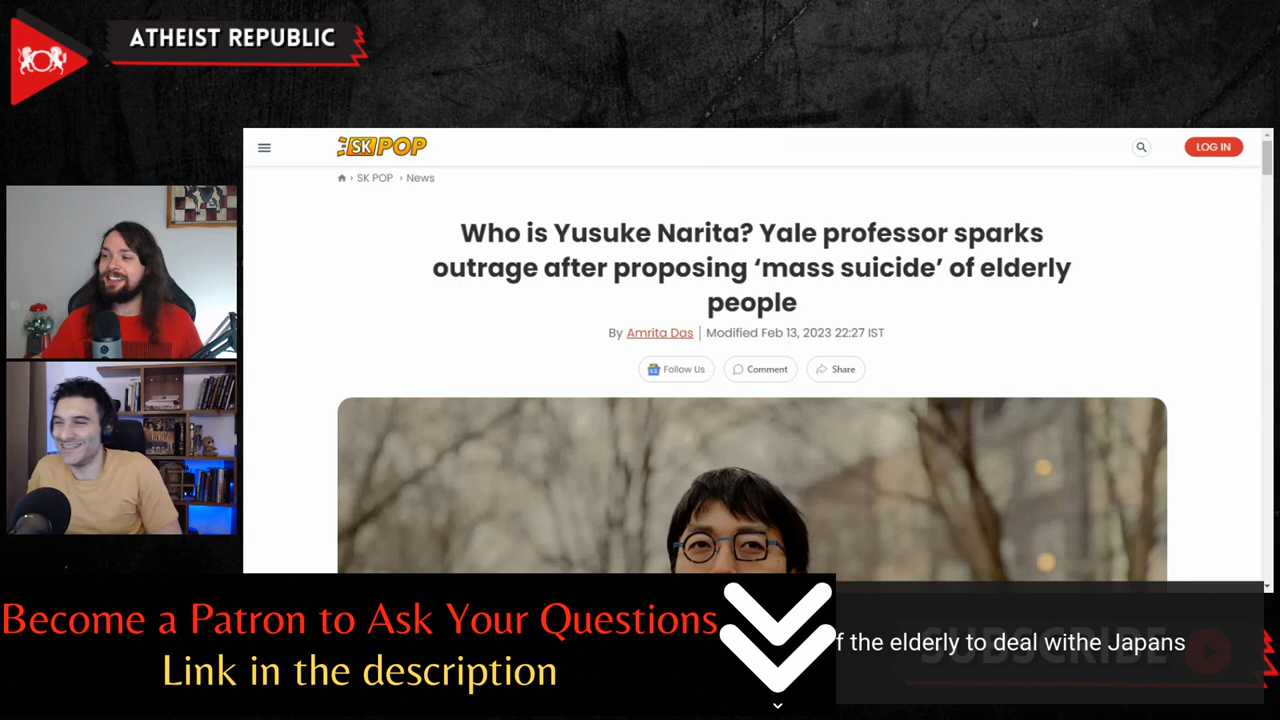 ATHEIST REPUBLIC
SK POP
LOG IN
SK POP › News
Who is Yusuke Narita? Yale professor sparks
outrage after proposing ‘mass suicide’ of elderly
people
By Amrita Das | Modified Feb 13, 2023 22:27 IST
Follow Us
Comment
Share
Become a Patron to Ask Your Questions
Link in the description
f the elderly to deal withe Japans
SUBSCRIBE